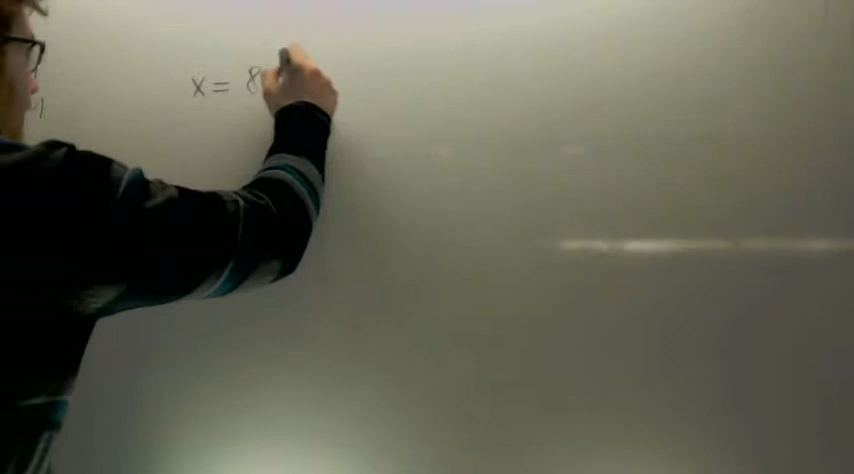 x = 8